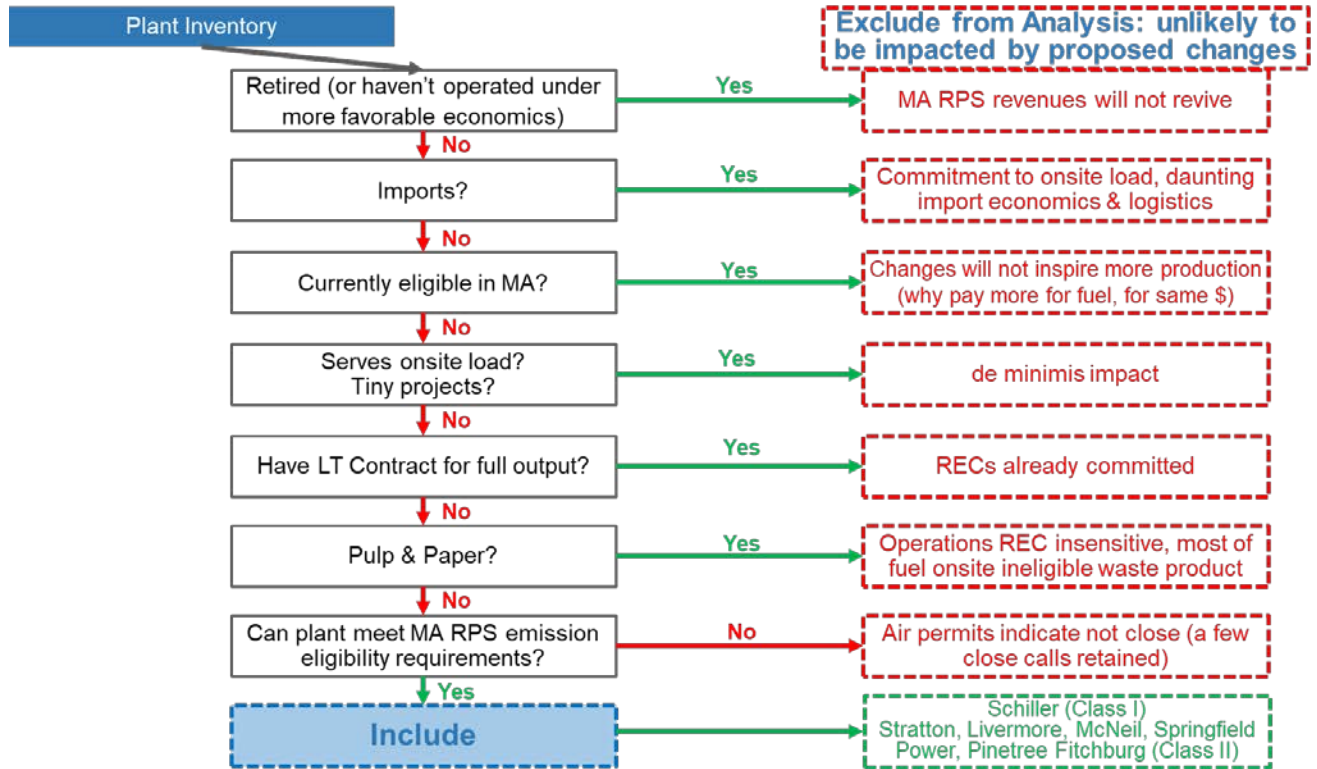 Plant Inventory
Exclude from Analysis: unlikely to
be impacted by proposed changes
Retired (or haven't operated under
more favorable economics)
Yes
MA RPS revenues will not revive
No
Imports?
Yes
Commitment to onsite load, daunting
import economics & logistics
No
Currently eligible in MA?
Yes
Changes will not inspire more production
(why pay more for fuel, for same $)
No
Serves onsite load?
Tiny projects?
Yes
de minimis impact
No
Have LT Contract for full output?
Yes
RECs already committed
No
Pulp & Paper?
Yes
Operations REC insensitive, most of
fuel onsite ineligible waste product
No
Can plant meet MA RPS emission
eligibility requirements?
No
Air permits indicate not close (a few
close calls retained)
Yes
Include
Schiller (Class I)
Stratton, Livermore, McNeil, Springfield
Power, Pinetree Fitchburg (Class II)